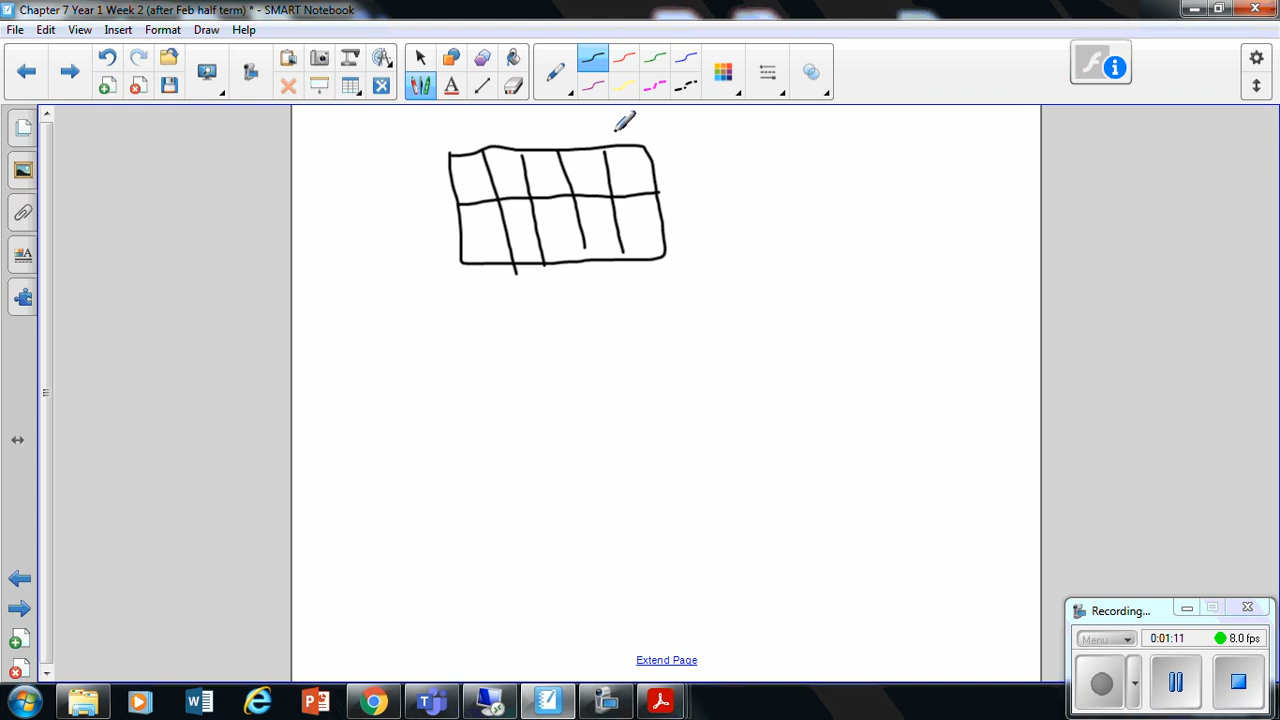 Chapter 7 Year 1 Week 2 (after Feb half term) * - SMART Notebook
File Edit View Insert Format Draw Help
Extend Page
Recording...
Menu 0:01:11 8.0 fps